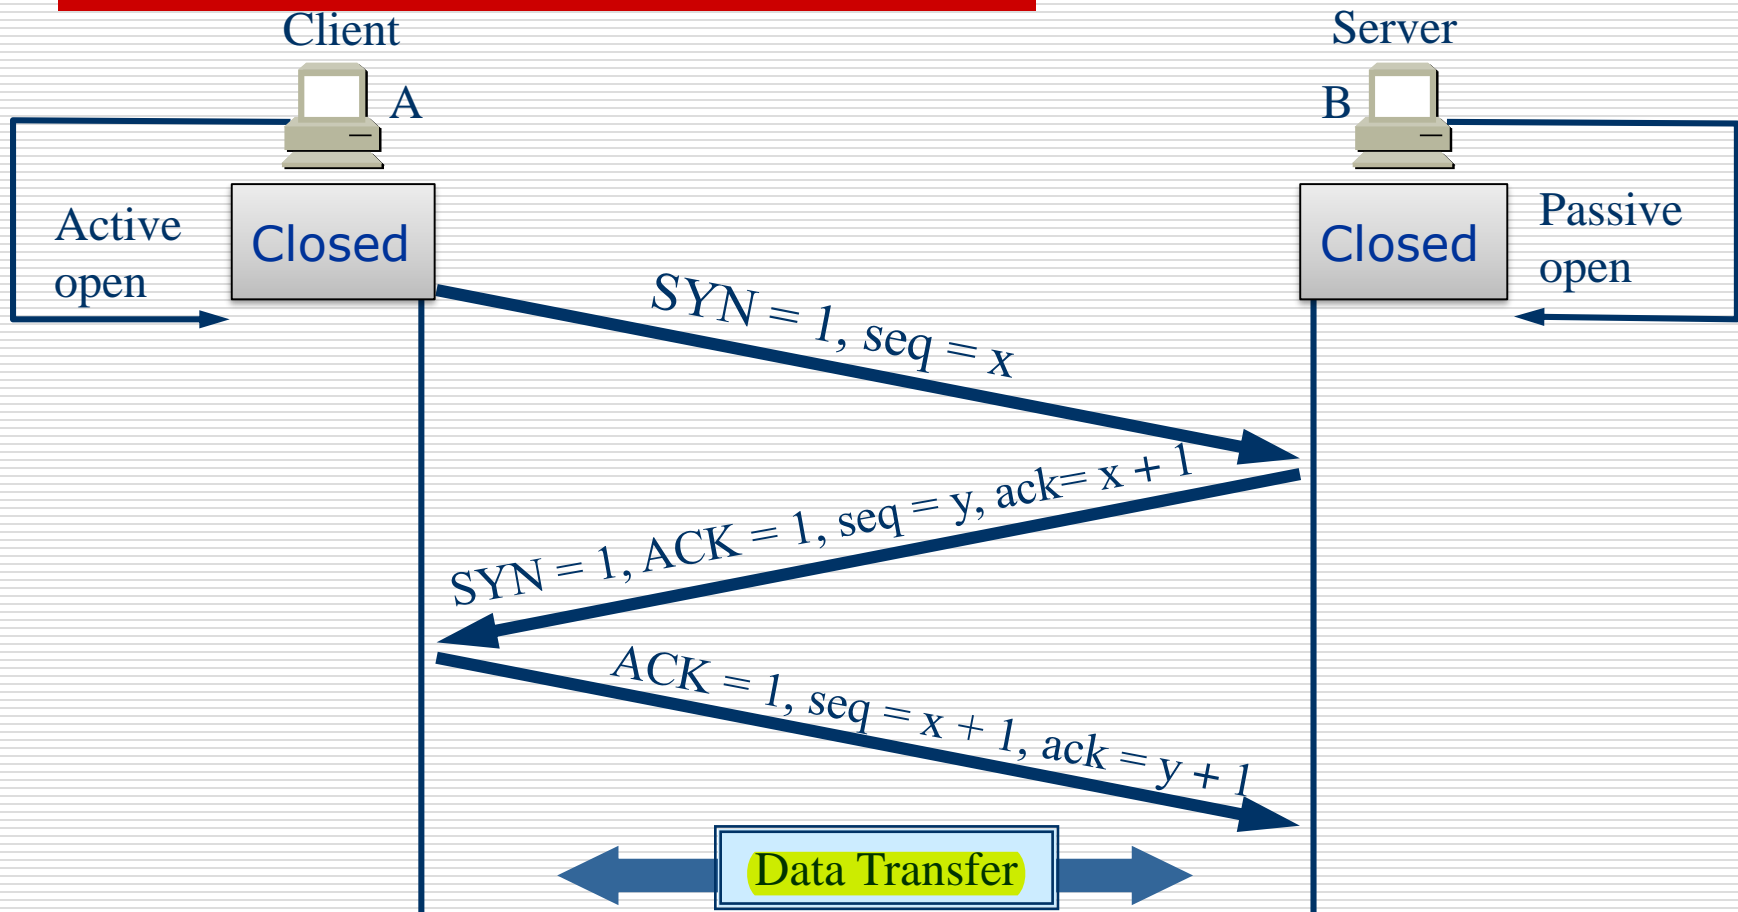 Client
Server
A
B
Active
open
Closed
Closed
Passive
open
SYN = 1, seq = x
SYN = 1, ACK = 1, seq = y, ack= x + 1
ACK = 1, seq = x + 1, ack = y + 1
Data Transfer